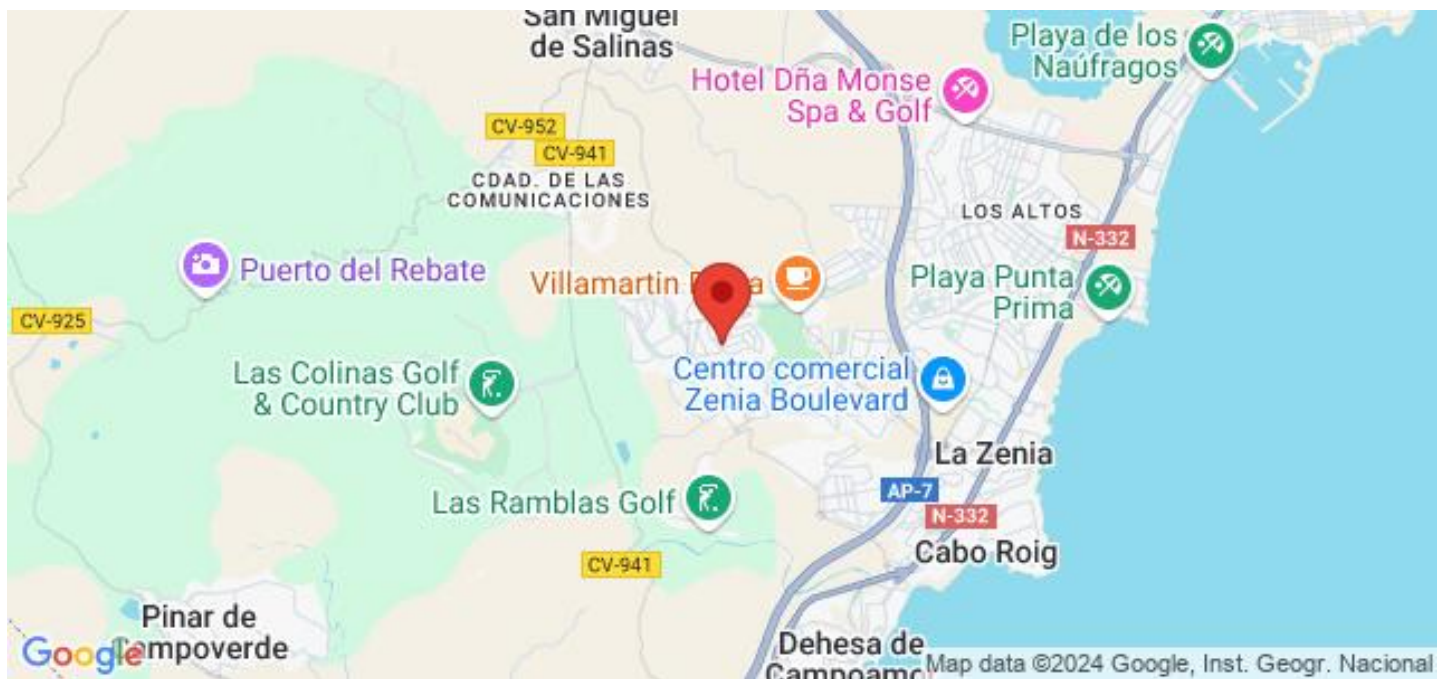 San Miguel
de Salinas
Playa de los
Naúfragos
Hotel Dña Monse
Spa & Golf
CV-952
CV-941
CDAD. DE LAS
COMUNICACIONES
LOS ALTOS
N-332
Puerto del Rebate
Villamartin
Playa Punta
Prima
CV-925
Las Colinas Golf
& Country Club
Centro comercial
Zenia Boulevard
La Zenia
AP-7
Las Ramblas Golf
N-332
Cabo Roig
CV-941
Pinar de
Campoverde
Dehesa de
Campoamor
Google
Map data ©2024 Google, Inst. Geogr. Nacional